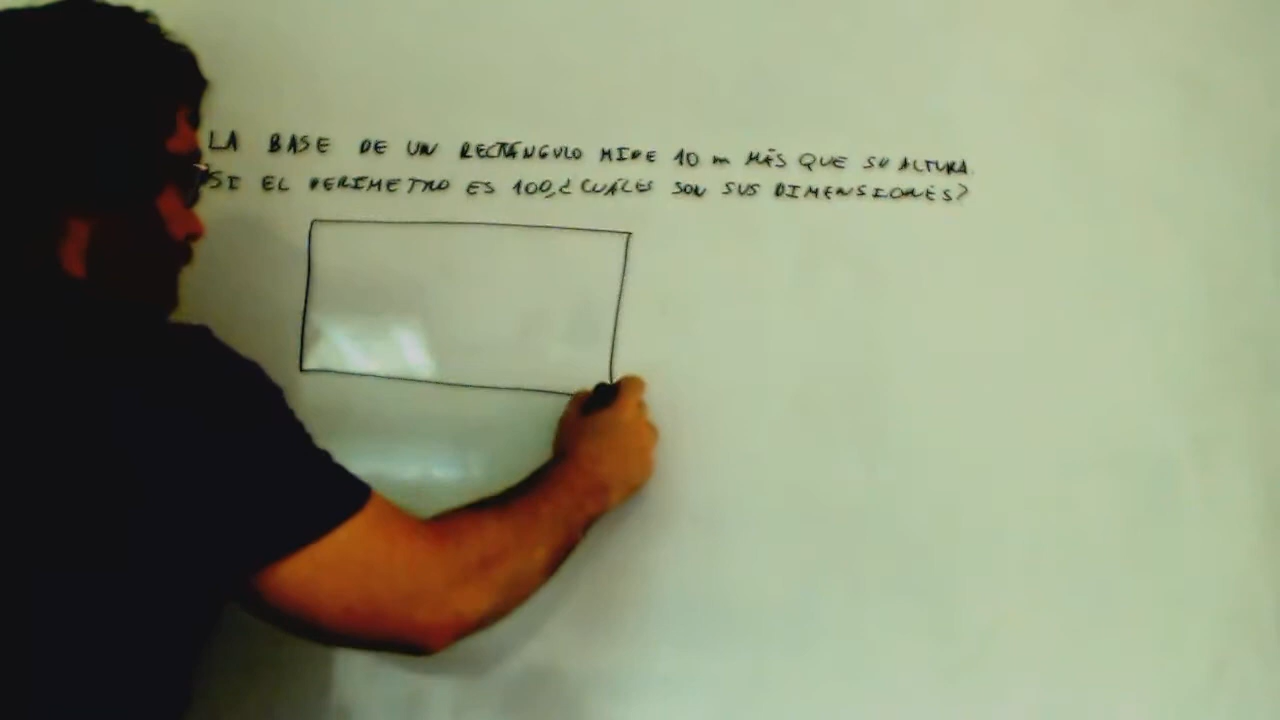 LA BASE DE UN RECTÁNGULO MIDE 10 m MÁS QUE SU ALTURA.
SI EL PERIMETRO ES 100,¿CUÁLES SON SUS DIMENSIONES?